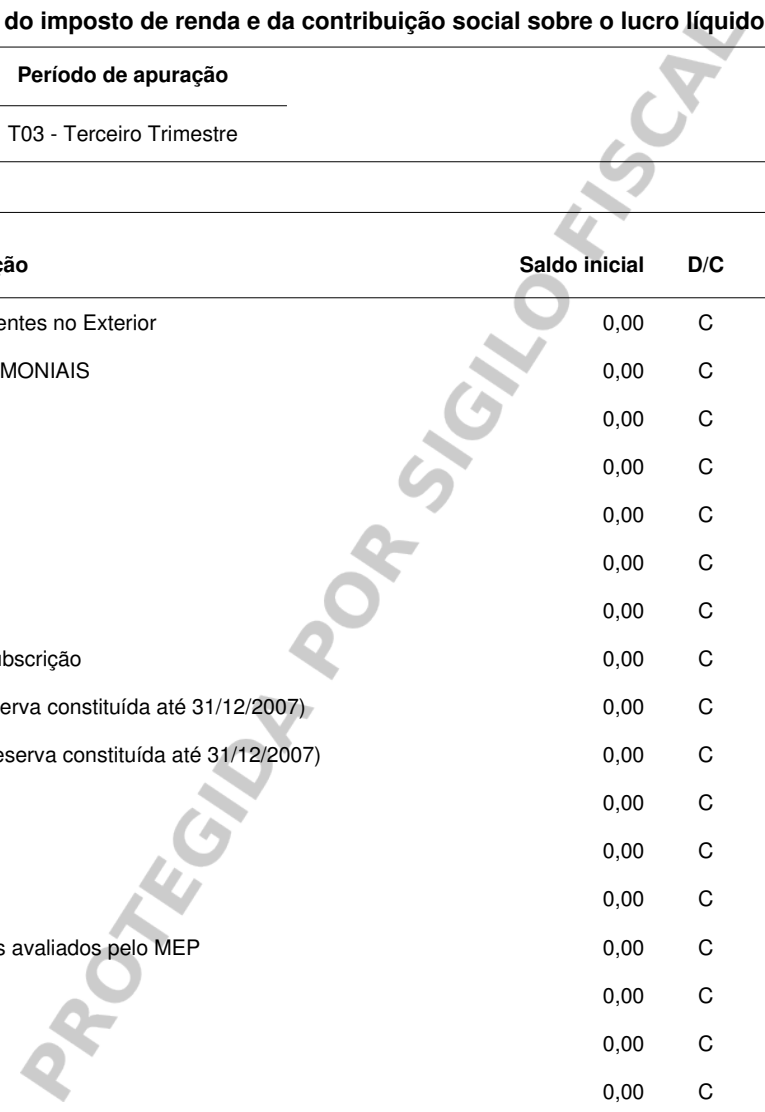 do imposto de renda e da contribuição social sobre o lucro líquido
Período de apuração
T03 - Terceiro Trimestre
ção Saldo inicial D/C
entes no Exterior 0,00 C
MONIAIS 0,00 C
0,00 C
0,00 C
0,00 C
0,00 C
0,00 C
ubscrição 0,00 C
erva constituída até 31/12/2007) 0,00 C
eserva constituída até 31/12/2007) 0,00 C
0,00 C
0,00 C
0,00 C
s avaliados pelo MEP 0,00 C
0,00 C
0,00 C
0,00 C
PROTEGIDA POR SIGILO FISCAL